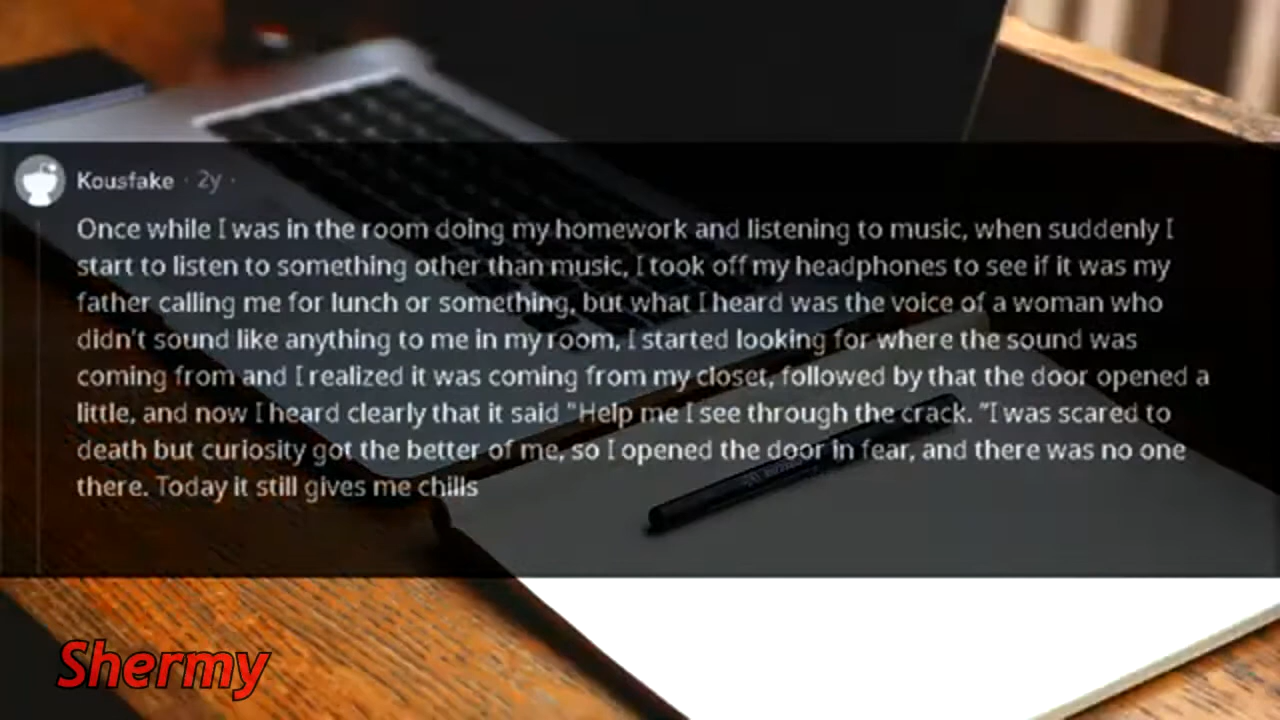 Kousfake · 2y ·
Once while I was in the room doing my homework and listening to music, when suddenly I
start to listen to something other than music, I took off my headphones to see if it was my
father calling me for lunch or something, but what I heard was the voice of a woman who
didn't sound like anything to me in my room, I started looking for where the sound was
coming from and I realized it was coming from my closet, followed by that the door opened a
little, and now I heard clearly that it said "Help me I see through the crack. "I was scared to
death but curiosity got the better of me, so I opened the door in fear, and there was no one
there. Today it still gives me chills
Shermy